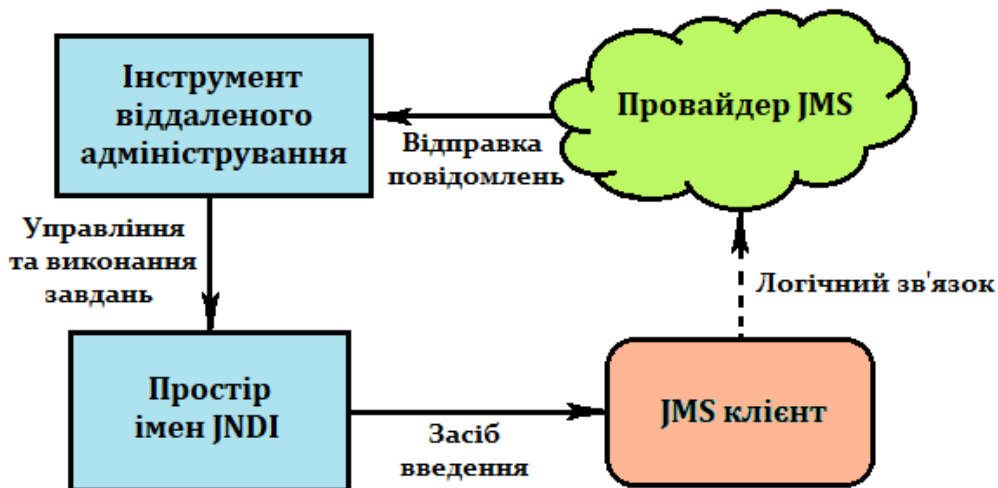 Інструмент
віддаленого
адміністрування
Провайдер JMS
Відправка
повідомлень
Управління
та виконання
завдань
Логічний зв'язок
Простір
імен JNDI
Засіб
введення
JMS клієнт